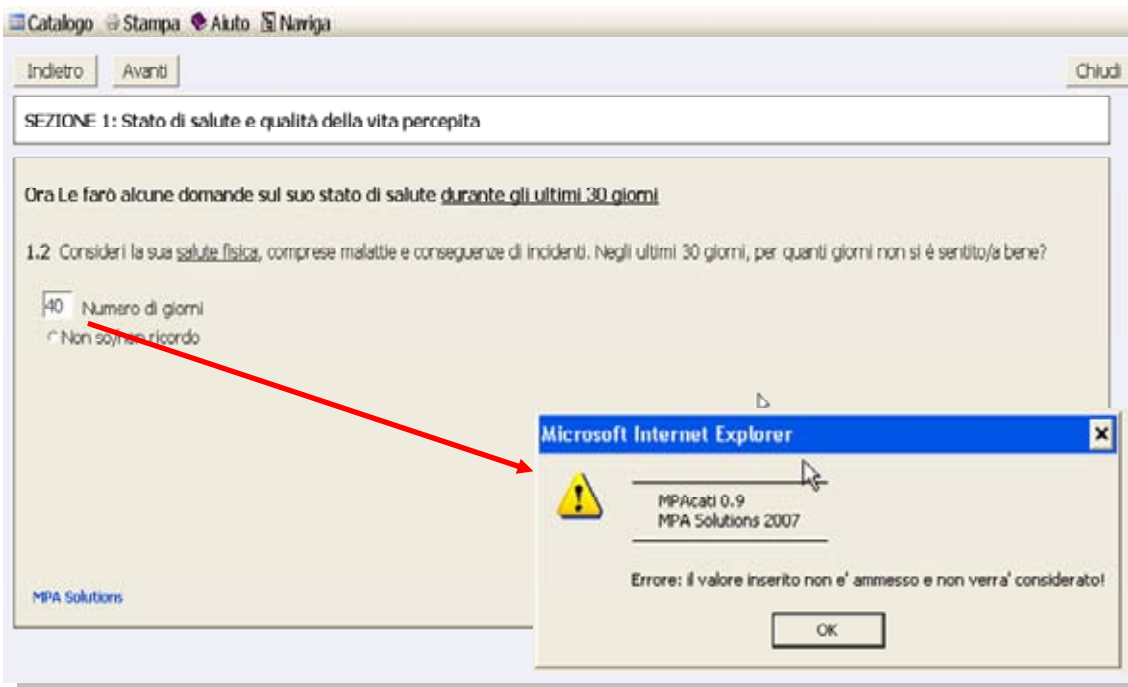 Catalogo Stampa Aiuto Naviga
Indietro Avanti Chiudi
SEZIONE 1: Stato di salute e qualità della vita percepita
Ora Le farò alcune domande sul suo stato di salute durante gli ultimi 30 giorni
1.2 Consideri la sua salute fisica, comprese malattie e conseguenze di incidenti. Negli ultimi 30 giorni, per quanti giorni non si è sentito/a bene?
40 Numero di giorni
Non so/non ricordo
Microsoft Internet Explorer
MPAcati 0.9
MPA Solutions 2007
Errore: il valore inserito non e' ammesso e non verra' considerato!
OK
MPA Solutions